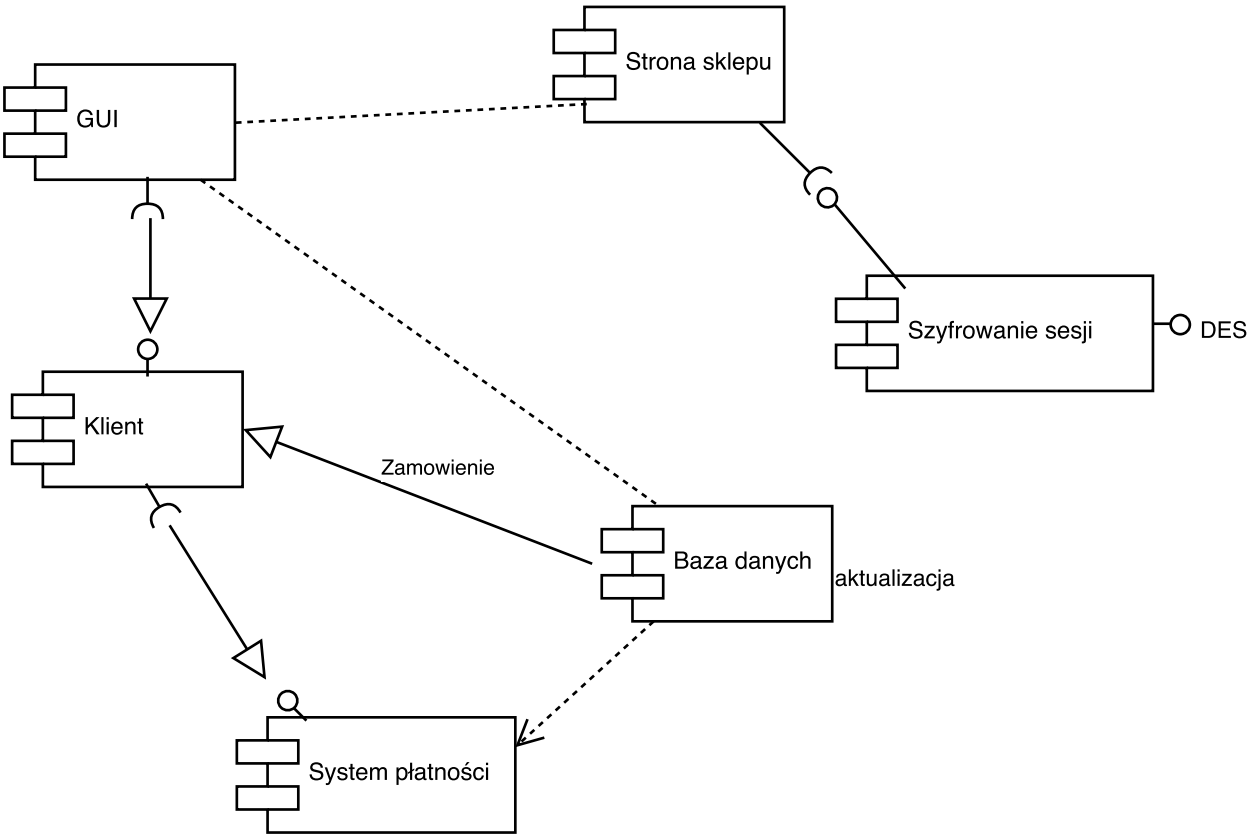 Strona sklepu
GUI
Szyfrowanie sesji
DES
Klient
Zamowienie
Baza danych
aktualizacja
System płatności